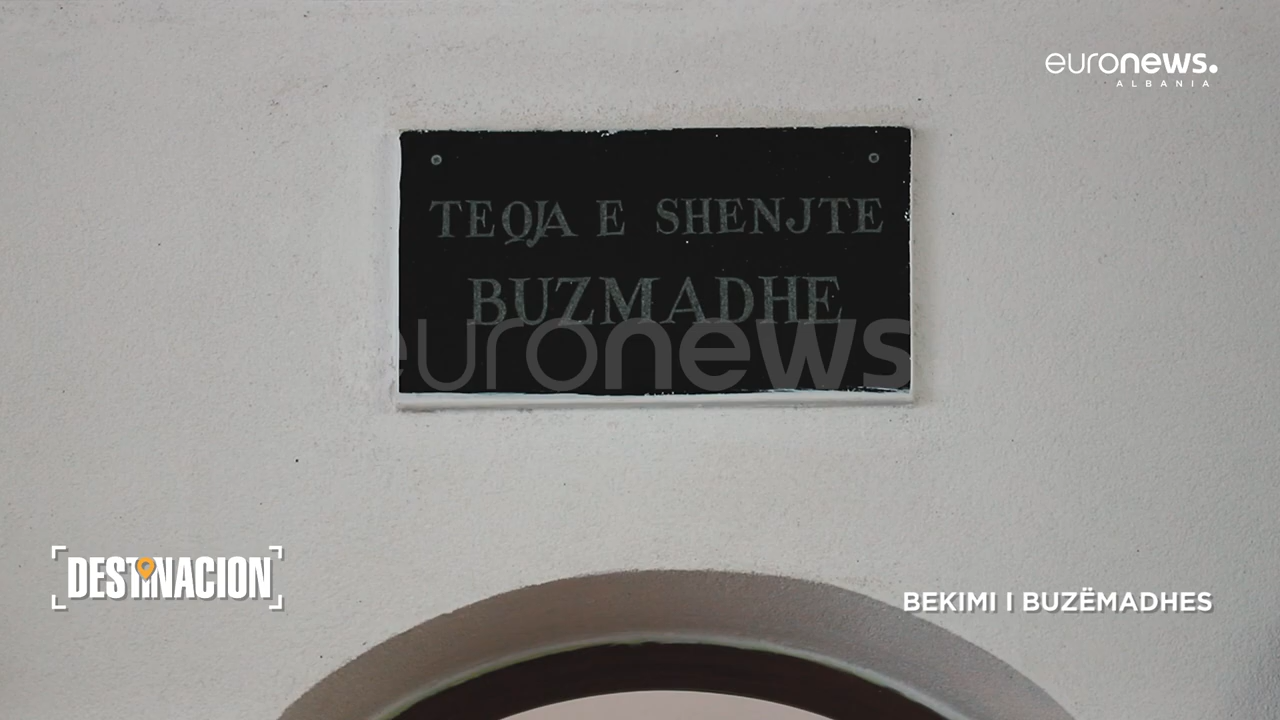 euronews.
ALBANIA
TEQJA E SHENJTE
BUZMADHE
euronews
DESTINACION
BEKIMI I BUZËMADHES